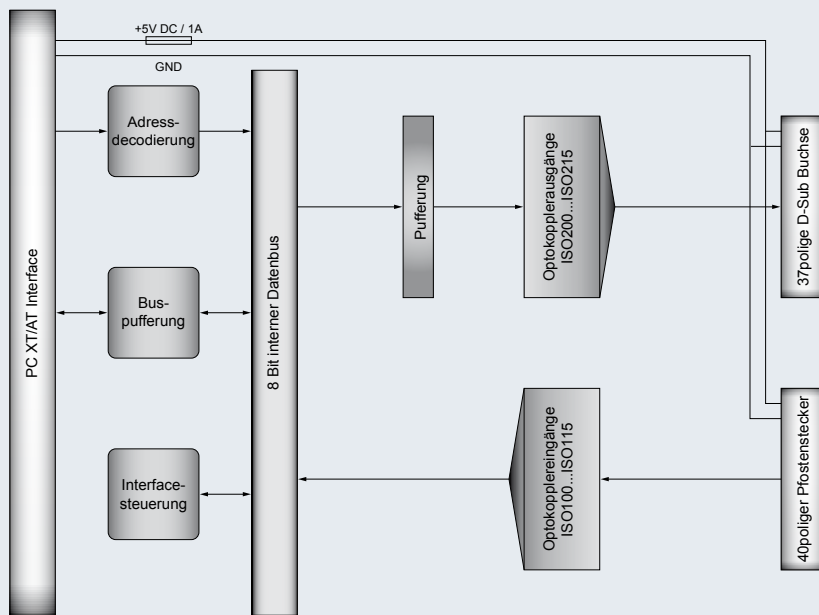 +5V DC / 1A
GND
PC XT/AT Interface
Adress-
decodierung
Bus-
pufferung
Interface-
steuerung
8 Bit interner Datenbus
Pufferung
Optokopplerausgänge
ISO200...ISO215
Optokopplereingänge
ISO100...ISO115
37polige D-Sub Buchse
40poliger Pfostenstecker